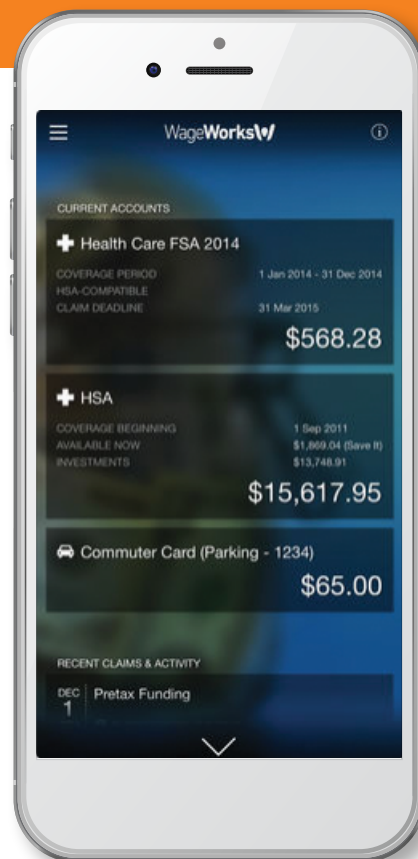 WageWorks
CURRENT ACCOUNTS
Health Care FSA 2014
COVERAGE PERIOD 1 Jan 2014 - 31 Dec 2014
HSA-COMPATIBLE
CLAIM DEADLINE 31 Mar 2015
$568.28
HSA
COVERAGE BEGINNING 1 Sep 2011
AVAILABLE NOW $1,869.04 (Save It)
INVESTMENTS $13,748.91
$15,617.95
Commuter Card (Parking - 1234)
$65.00
RECENT CLAIMS & ACTIVITY
DEC Pretax Funding
1